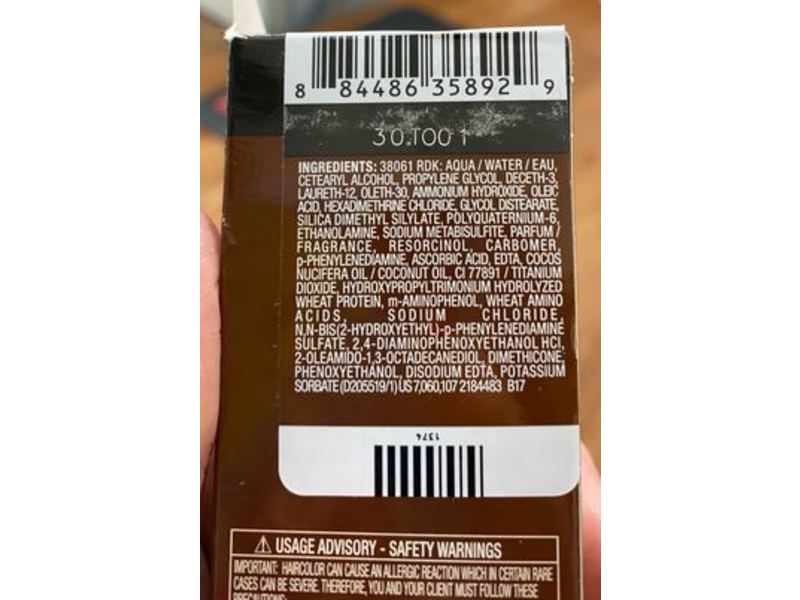 8 84486 35892 9
30.T00 1
INGREDIENTS: 38061 RDK: AQUA / WATER / EAU,
CETEARYL ALCOHOL, PROPYLENE GLYCOL, DECETH-3,
LAURETH-12, OLETH-30, AMMONIUM HYDROXIDE, OLEIC
ACID, HEXADIMETHRINE CHLORIDE, GLYCOL DISTEARATE,
SILICA DIMETHYL SILYLATE, POLYQUATERNIUM-6,
ETHANOLAMINE, SODIUM METABISULFITE, PARFUM /
FRAGRANCE, RESORCINOL, CARBOMER,
p-PHENYLENEDIAMINE, ASCORBIC ACID, EDTA, COCOS
NUCIFERA OIL / COCONUT OIL, CI 77891 / TITANIUM
DIOXIDE, HYDROXYPROPYLTRIMONIUM HYDROLYZED
WHEAT PROTEIN, m-AMINOPHENOL, WHEAT AMINO
ACIDS, SODIUM CHLORIDE,
N,N-BIS(2-HYDROXYETHYL)-p-PHENYLENEDIAMINE
SULFATE, 2,4-DIAMINOPHENOXYETHANOL HCl,
2-OLEAMIDO-1,3-OCTADECANEDIOL, DIMETHICONE,
PHENOXYETHANOL, DISODIUM EDTA, POTASSIUM
SORBATE (D205519/1) US 7,060,107 2184483 B17
1374
⚠ USAGE ADVISORY - SAFETY WARNINGS
IMPORTANT: HAIRCOLOR CAN CAUSE AN ALLERGIC REACTION WHICH IN CERTAIN RARE
CASES CAN BE SEVERE. THEREFORE, YOU AND YOUR CLIENT MUST FOLLOW THESE
PRECAUTIONS: